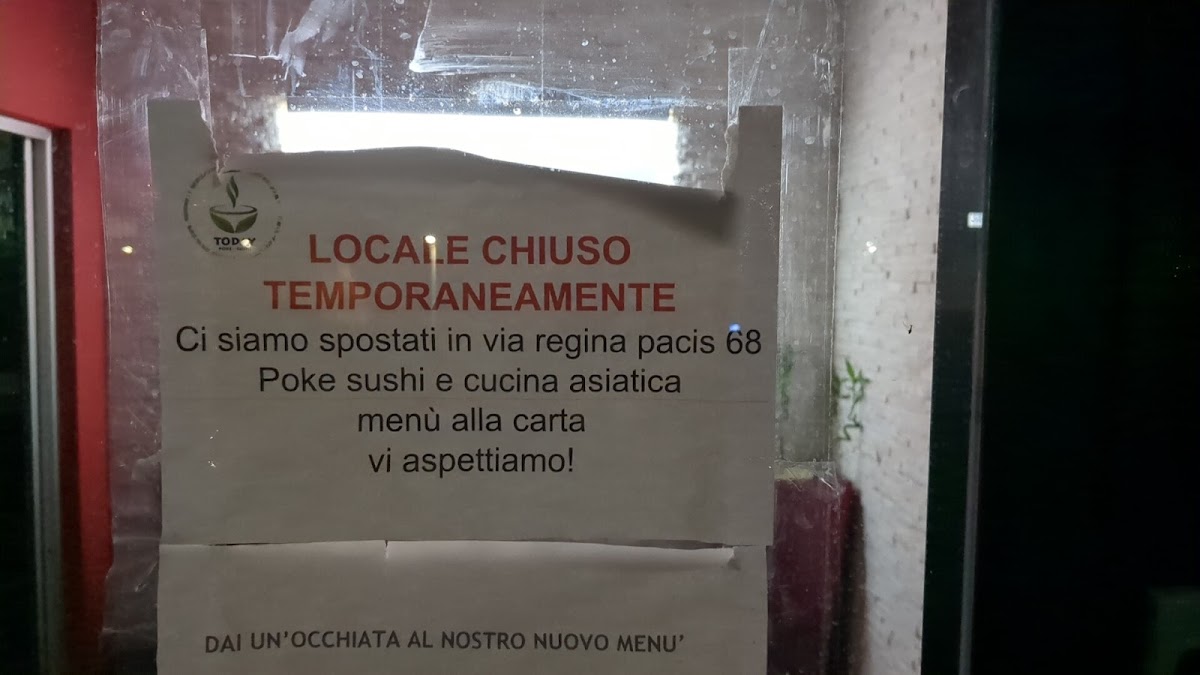 TODAY
LOCALE CHIUSO
TEMPORANEAMENTE
Ci siamo spostati in via regina pacis 68
Poke sushi e cucina asiatica
menù alla carta
vi aspettiamo!
DAI UN'OCCHIATA AL NOSTRO NUOVO MENU'